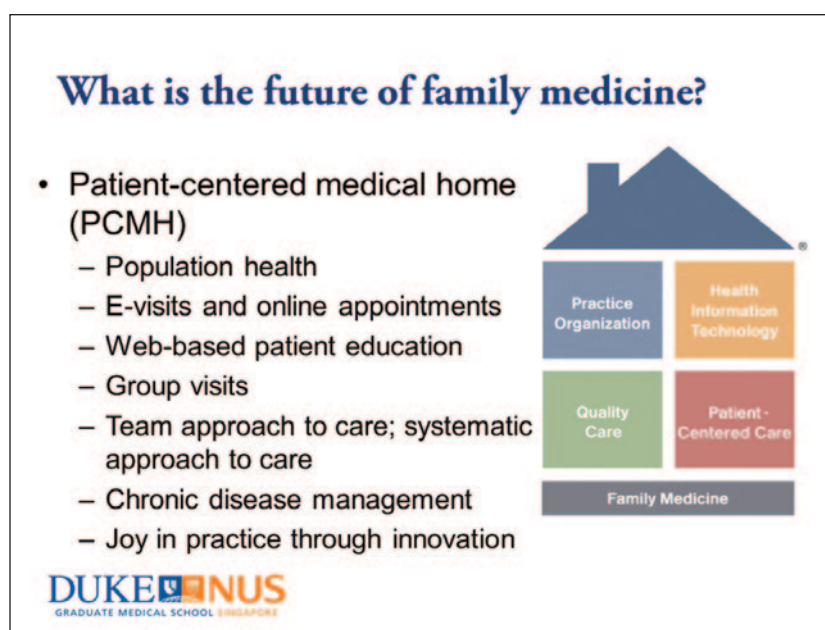 What is the future of family medicine?
• Patient-centered medical home
(PCMH)
– Population health
– E-visits and online appointments
– Web-based patient education
– Group visits
– Team approach to care; systematic
approach to care
– Chronic disease management
– Joy in practice through innovation
®
Practice
Organization
Health
Information
Technology
Quality
Care
Patient-
Centered Care
Family Medicine
DUKE NUS
GRADUATE MEDICAL SCHOOL SINGAPORE